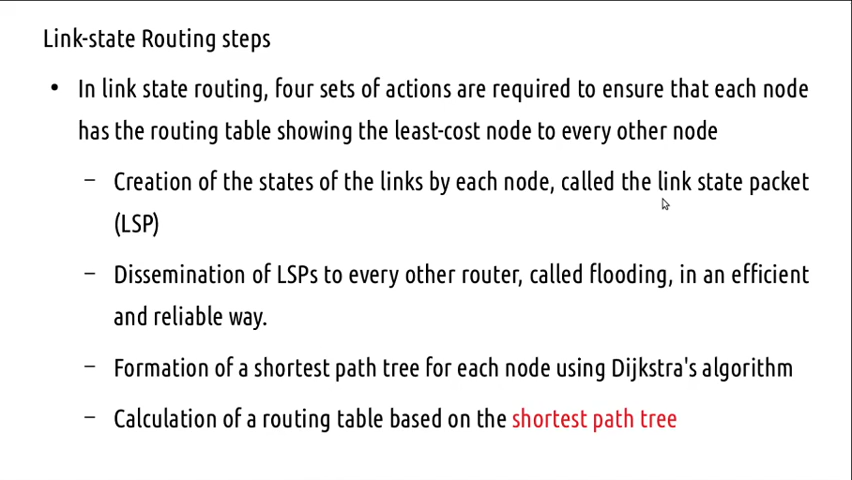 Link-state Routing steps
• In link state routing, four sets of actions are required to ensure that each node
has the routing table showing the least-cost node to every other node
– Creation of the states of the links by each node, called the link state packet
(LSP)
– Dissemination of LSPs to every other router, called flooding, in an efficient
and reliable way.
– Formation of a shortest path tree for each node using Dijkstra's algorithm
– Calculation of a routing table based on the shortest path tree